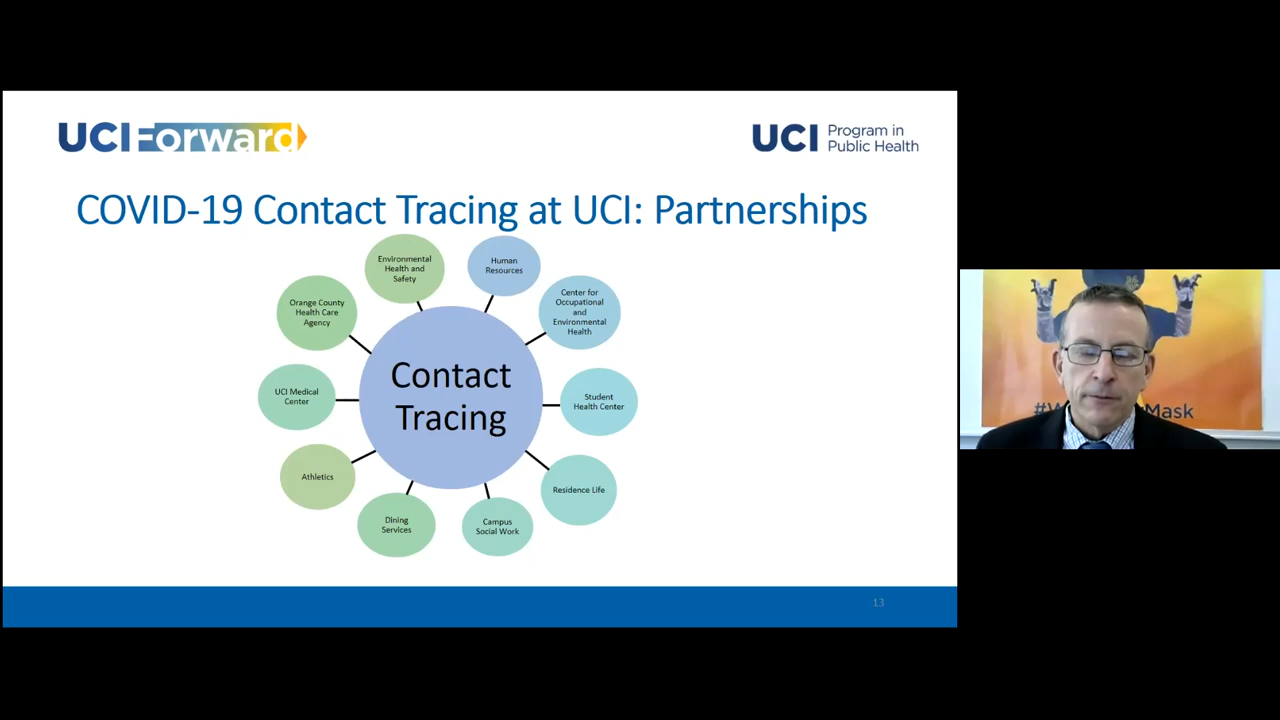 UCI Forward
UCI Program in
Public Health
COVID-19 Contact Tracing at UCI: Partnerships
Environmental
Health and
Safety
Human
Resources
Center for
Occupational
and
Environmental
Health
Student
Health Center
Residence Life
Campus
Social Work
Dining
Services
Athletics
UCI Medical
Center
Orange County
Health Care
Agency
Contact
Tracing
13
Mask